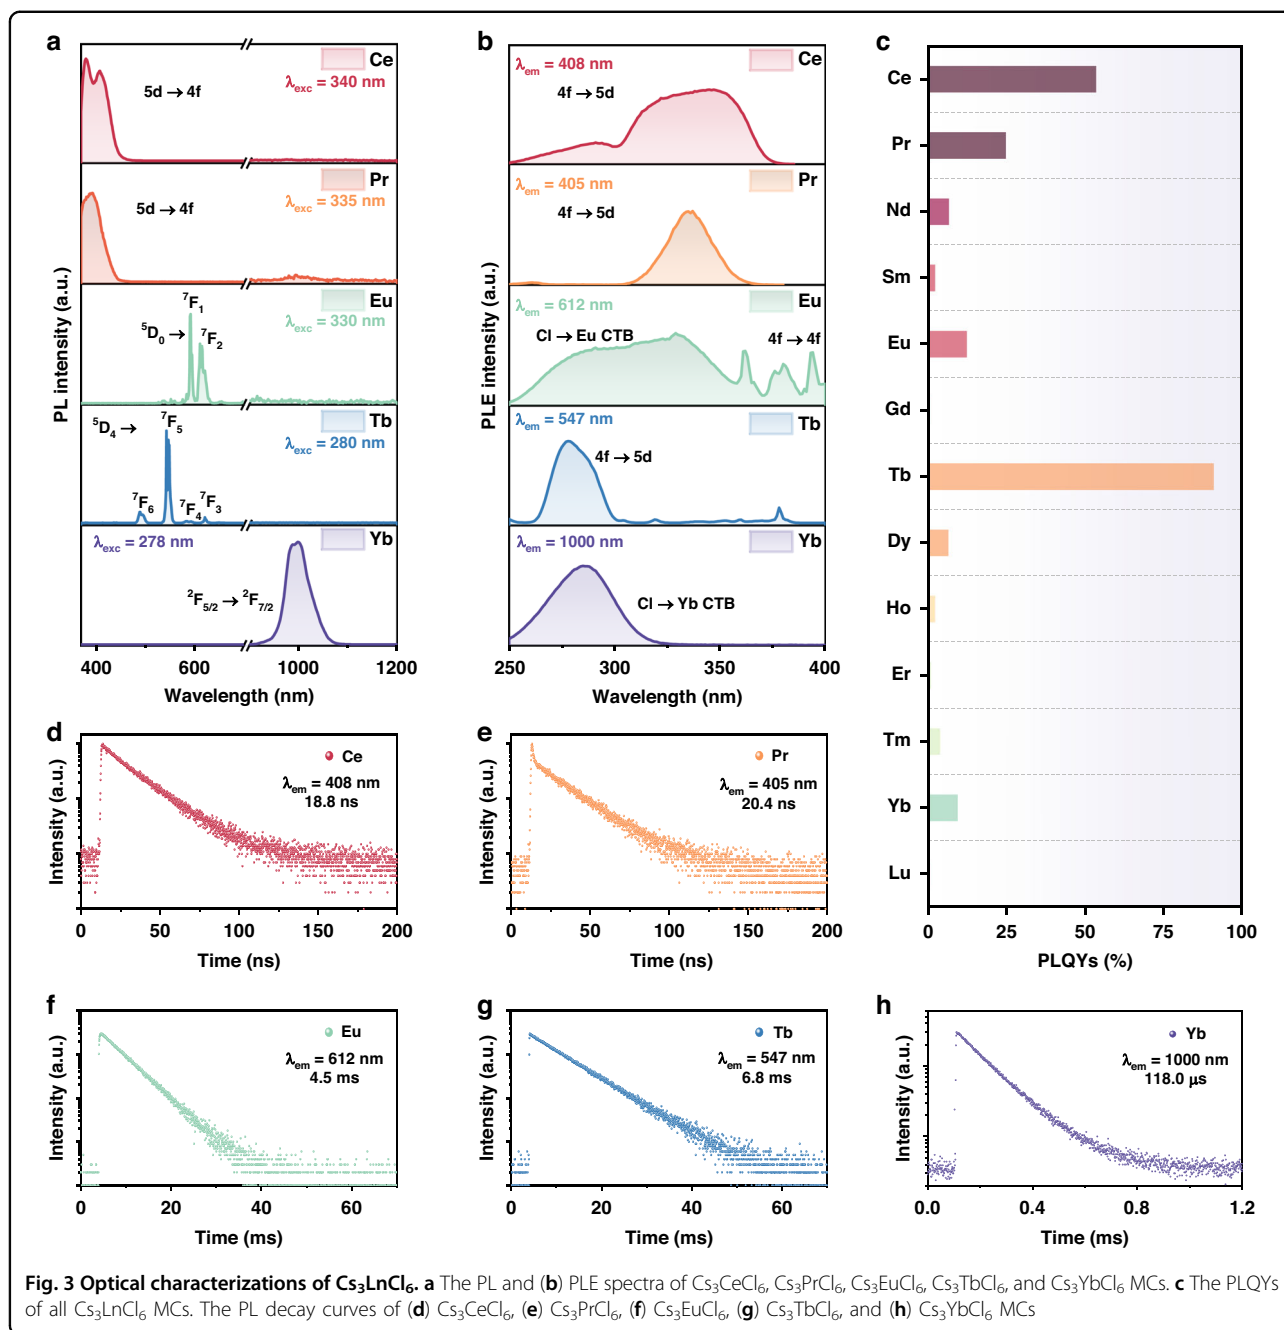 a
Ce
λexc = 340 nm
5d → 4f
Pr
λexc = 335 nm
5d → 4f
Eu
λexc = 330 nm
⁷F₁
⁵D₀ →
⁷F₂
Tb
λexc = 280 nm
⁵D₄ →
⁷F₅
⁷F₆
⁷F₄
⁷F₃
Yb
λexc = 278 nm
²F5/2 → ²F7/2
PL intensity (a.u.)
400 600 1000 1200
Wavelength (nm)
b
Ce
λem = 408 nm
4f → 5d
Pr
λem = 405 nm
4f → 5d
Eu
λem = 612 nm
Cl → Eu CTB
4f → 4f
Tb
λem = 547 nm
4f → 5d
Yb
λem = 1000 nm
Cl → Yb CTB
PLE intensity (a.u.)
250 300 350 400
Wavelength (nm)
c
Ce
Pr
Nd
Sm
Eu
Gd
Tb
Dy
Ho
Er
Tm
Yb
Lu
0 25 50 75 100
PLQYs (%)
d
Ce
λem = 408 nm
18.8 ns
Intensity (a.u.)
0 50 100 150 200
Time (ns)
e
Pr
λem = 405 nm
20.4 ns
Intensity (a.u.)
0 50 100 150 200
Time (ns)
f
Eu
λem = 612 nm
4.5 ms
Intensity (a.u.)
0 20 40 60
Time (ms)
g
Tb
λem = 547 nm
6.8 ms
Intensity (a.u.)
0 20 40 60
Time (ms)
h
Yb
λem = 1000 nm
118.0 µs
Intensity (a.u.)
0.0 0.4 0.8 1.2
Time (ms)
Fig. 3 Optical characterizations of Cs₃LnCl₆. a The PL and (b) PLE spectra of Cs₃CeCl₆, Cs₃PrCl₆, Cs₃EuCl₆, Cs₃TbCl₆, and Cs₃YbCl₆ MCs. c The PLQYs
of all Cs₃LnCl₆ MCs. The PL decay curves of (d) Cs₃CeCl₆, (e) Cs₃PrCl₆, (f) Cs₃EuCl₆, (g) Cs₃TbCl₆, and (h) Cs₃YbCl₆ MCs